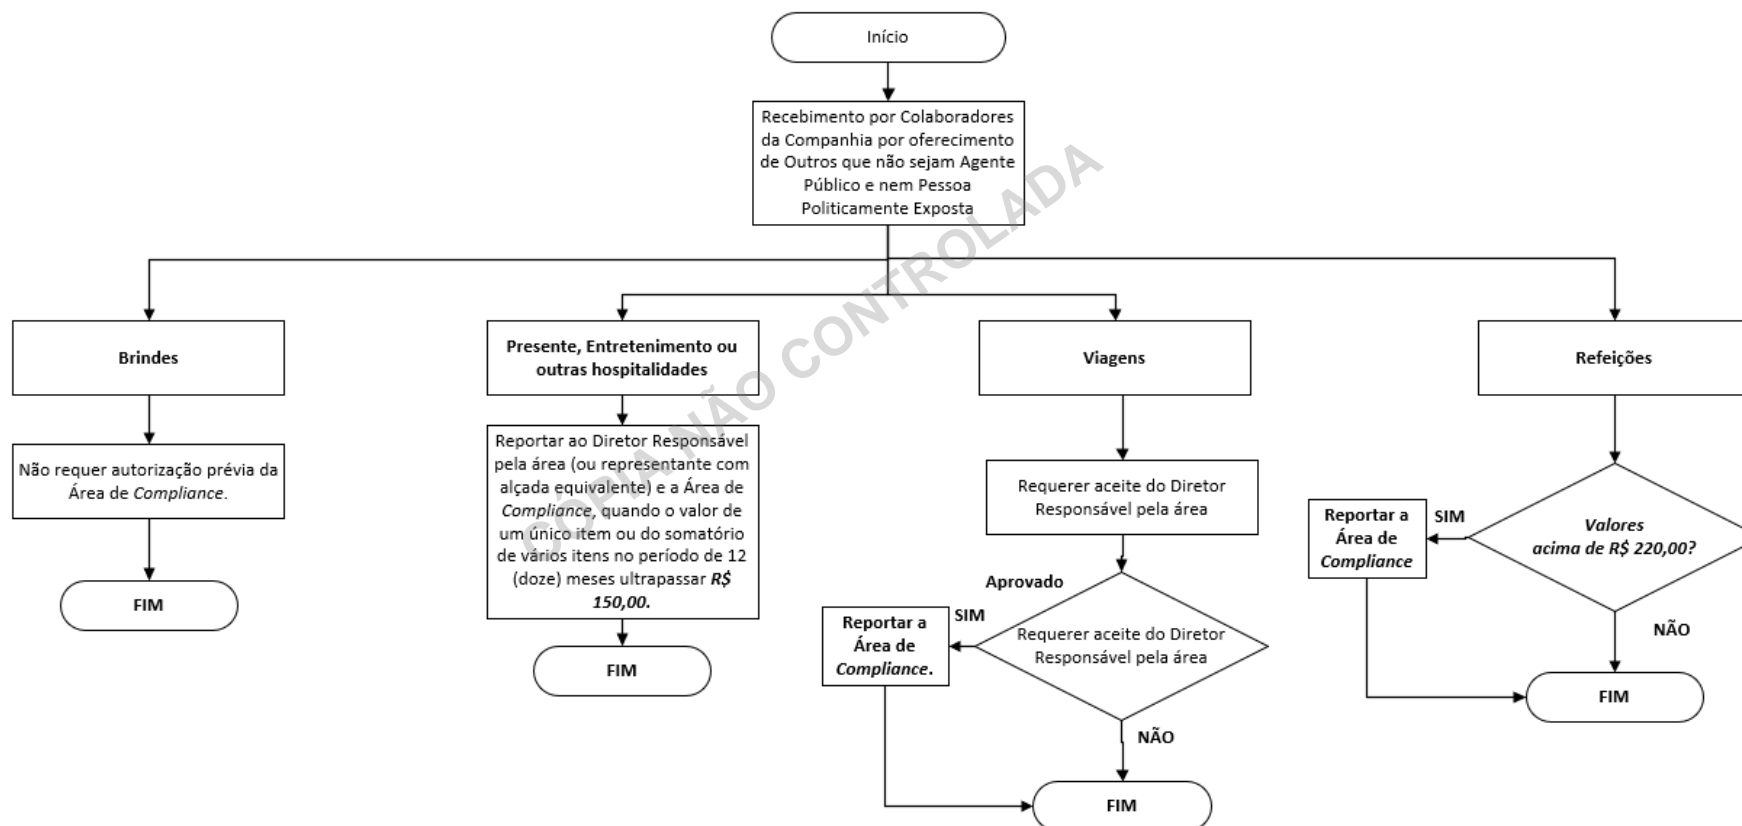 Início
Recebimento por Colaboradores
da Companhia por oferecimento
de Outros que não sejam Agente
Público e nem Pessoa
Politicamente Exposta
Brindes
Não requer autorização prévia da
Área de Compliance.
FIM
Presente, Entretenimento ou
outras hospitalidades
Reportar ao Diretor Responsável
pela área (ou representante com
alçada equivalente) e a Área de
Compliance, quando o valor de
um único item ou do somatório
de vários itens no período de 12
(doze) meses ultrapassar R$
150,00.
FIM
Viagens
Requerer aceite do Diretor
Responsável pela área
Aprovado
SIM
Requerer aceite do Diretor
Responsável pela área
Reportar a
Área de
Compliance.
NÃO
FIM
Refeições
Valores
acima de R$ 220,00?
SIM
Reportar a
Área de
Compliance
NÃO
FIM
CÓPIA NÃO CONTROLADA